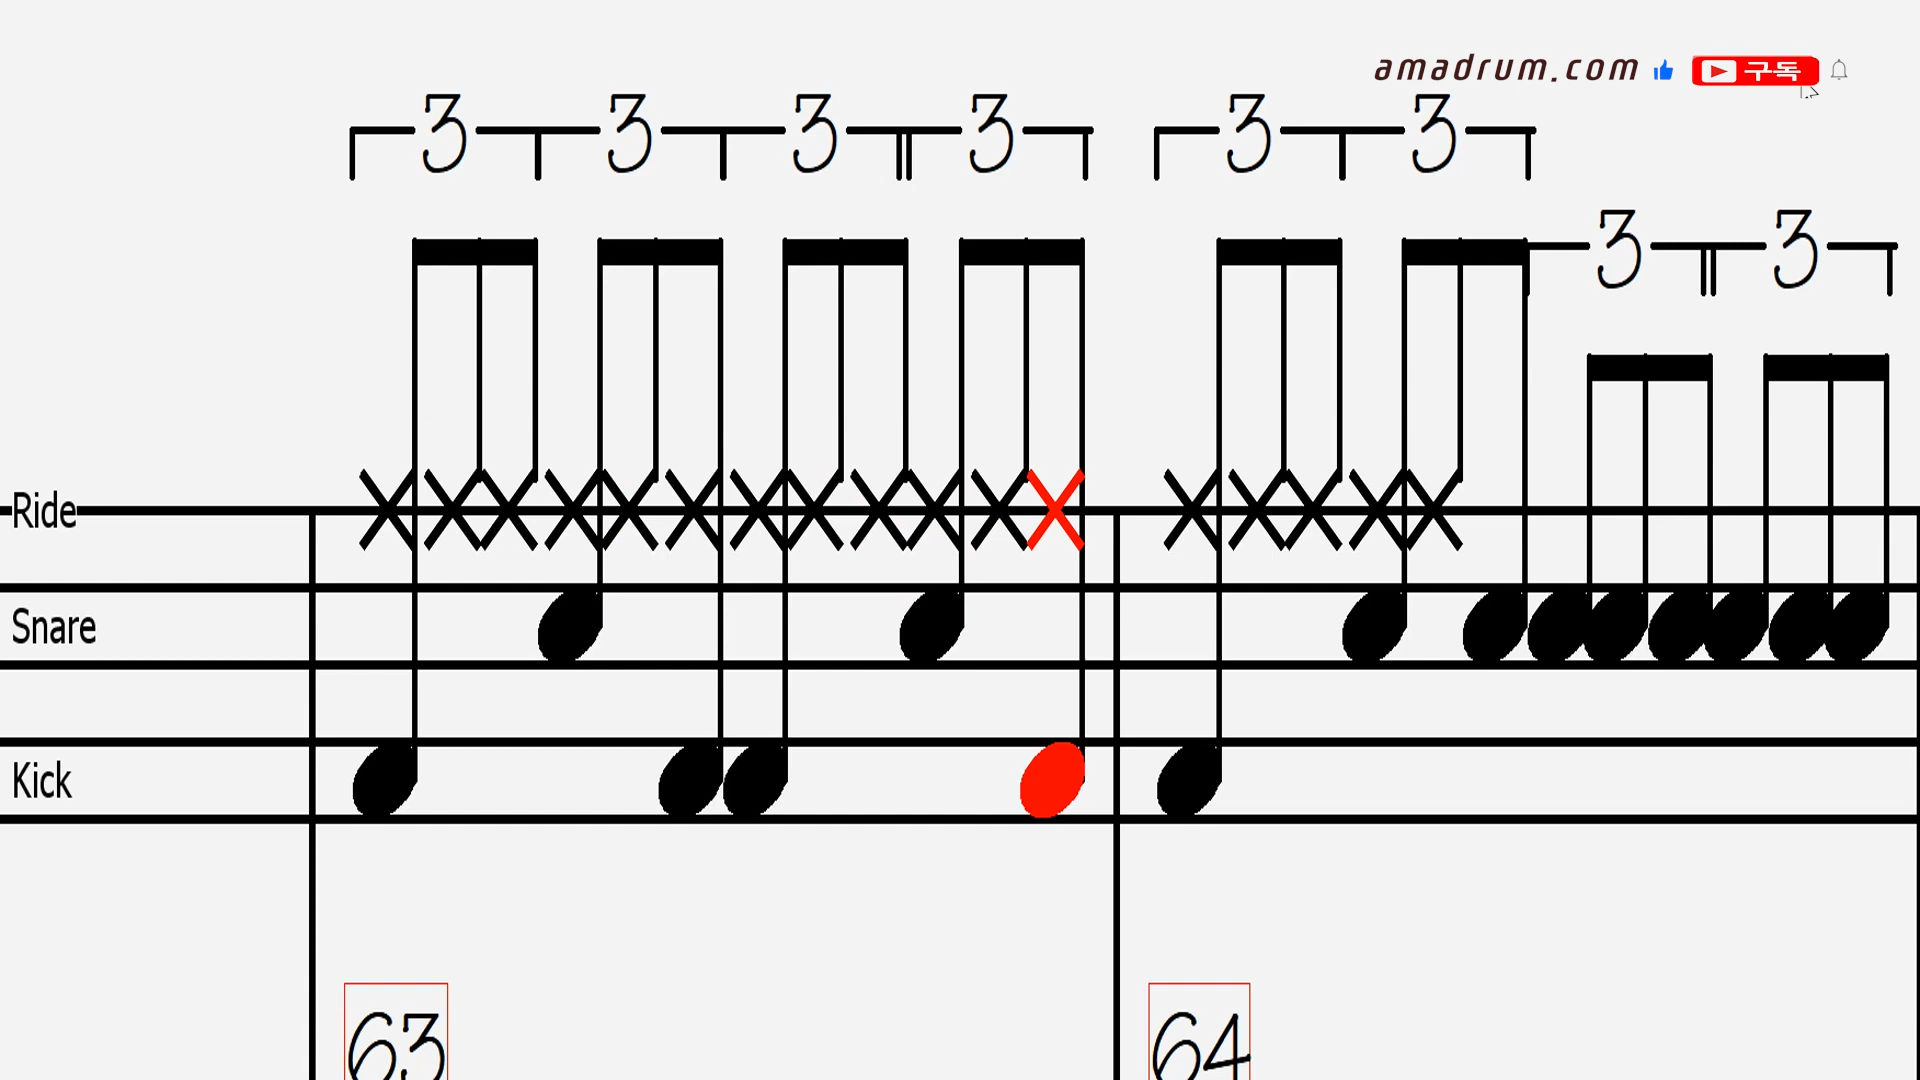 amadrum.com 구독
3 3 3 3 3 3
3 3
Ride
Snare
Kick
63 64